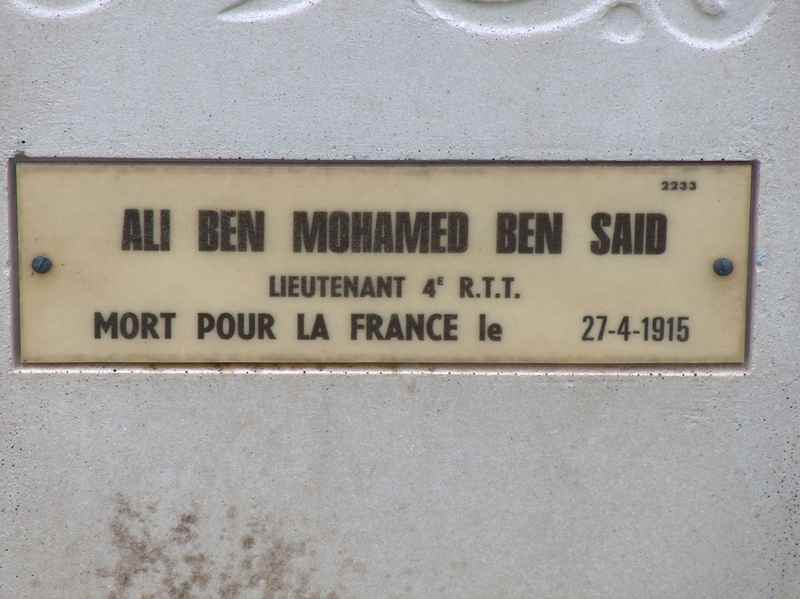 2233
ALI BEN MOHAMED BEN SAID
LIEUTENANT 4E R.T.T.
MORT POUR LA FRANCE le 27-4-1915